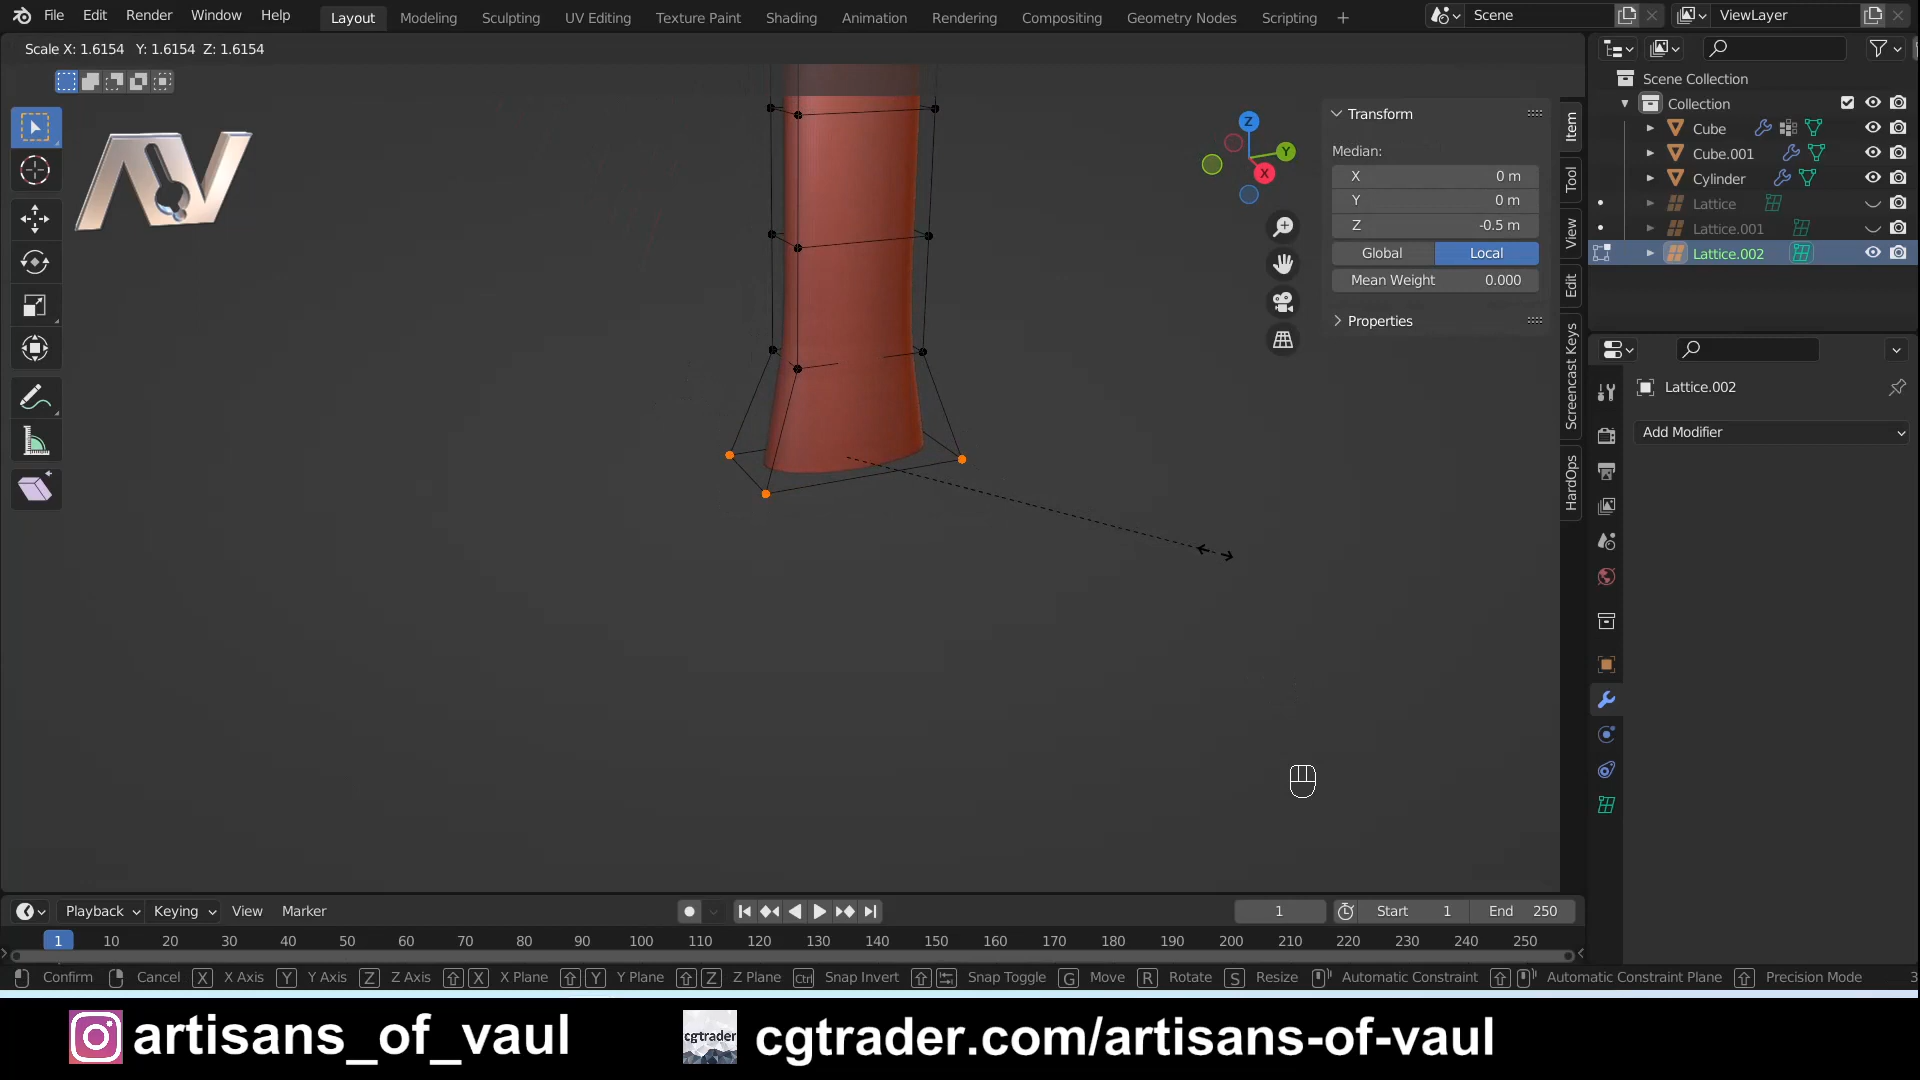 File Edit Render Window Help Layout Modeling Sculpting UV Editing Texture Paint Shading Animation Rendering Compositing Geometry Nodes Scripting + Scene ViewLayer
Scale X: 1.6154 Y: 1.6154 Z: 1.6154
Scene Collection
Collection
Cube
Cube.001
Cylinder
Lattice
Lattice.001
Lattice.002
AV
Z
Y
X
Transform
Median:
X 0 m
Y 0 m
Z -0.5 m
Global Local
Mean Weight 0.000
Properties
Item
Tool
View
Edit
Screencast Keys
HardOps
Lattice.002
Add Modifier
Playback Keying View Marker 1 Start 1 End 250
1 10 20 30 40 50 60 70 80 90 100 110 120 130 140 150 160 170 180 190 200 210 220 230 240 250
Confirm Cancel X X Axis Y Y Axis Z Z Axis X X Plane Y Y Plane Z Z Plane Ctrl Snap Invert Snap Toggle G Move R Rotate S Resize Automatic Constraint Automatic Constraint Plane Precision Mode 3
artisans_of_vaul cgtrader cgtrader.com/artisans-of-vaul